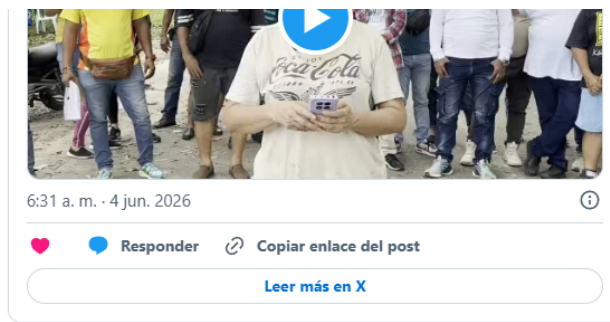 Coca-Cola
6:31 a. m. · 4 jun. 2026
Responder
Copiar enlace del post
Leer más en X